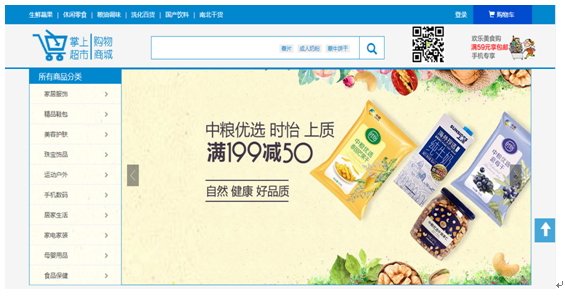 生鲜蔬果 | 休闲零食 | 粮油调味 | 洗化百货 | 国产饮料 | 南北干货
登录 购物车
掌上 购物
超市 商城
薯片 成人奶粉 蒙牛饼干
欢乐美食购
满59元享包邮
手机专享
所有商品分类
家居服饰
精品鞋包
美容护肤
珠宝饰品
运动户外
手机数码
居家生活
家电家装
母婴用品
食品保健
中粮优选 时怡 上质
满199减50
自然 健康 好品质